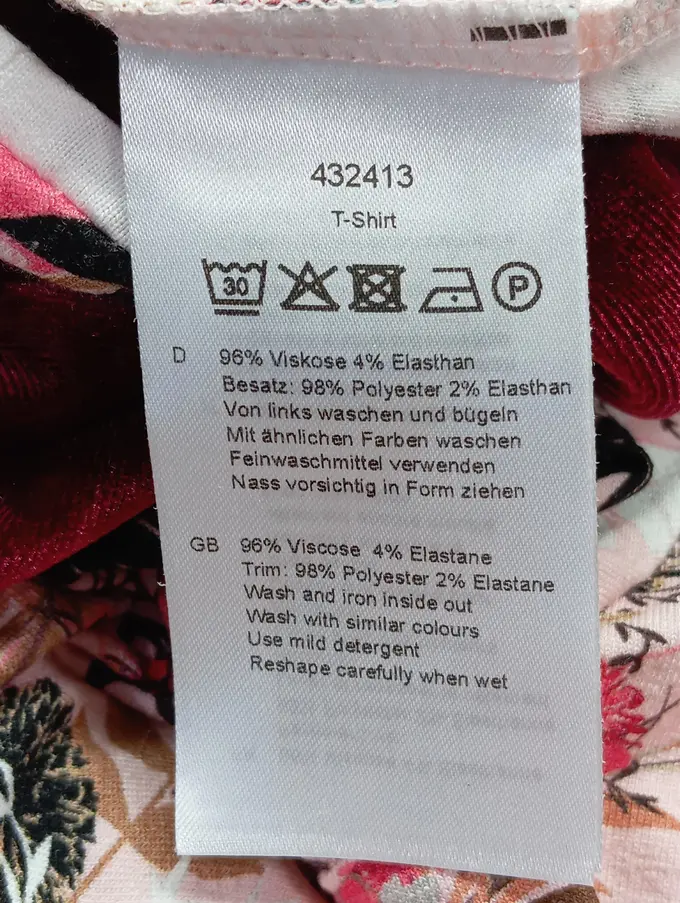 432413
T-Shirt
30 P
D 96% Viskose 4% Elasthan
Besatz: 98% Polyester 2% Elasthan
Von links waschen und bügeln
Mit ähnlichen Farben waschen
Feinwaschmittel verwenden
Nass vorsichtig in Form ziehen
GB 96% Viscose 4% Elastane
Trim: 98% Polyester 2% Elastane
Wash and iron inside out
Wash with similar colours
Use mild detergent
Reshape carefully when wet